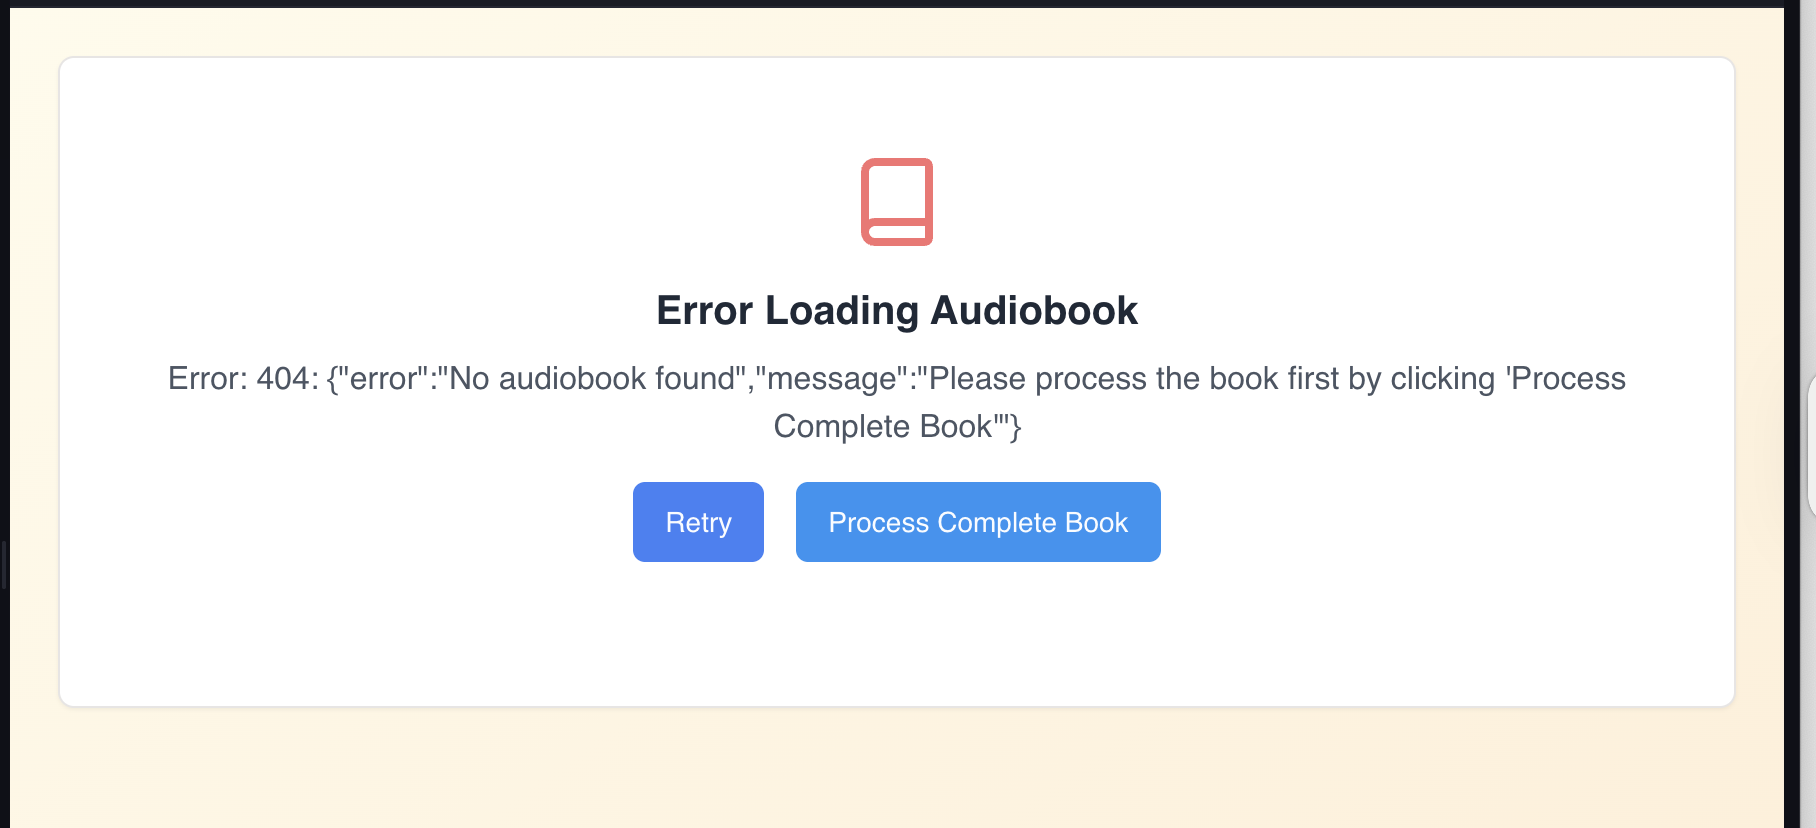 Error Loading Audiobook
Error: 404: {"error":"No audiobook found","message":"Please process the book first by clicking 'Process
Complete Book'"}
Retry
Process Complete Book